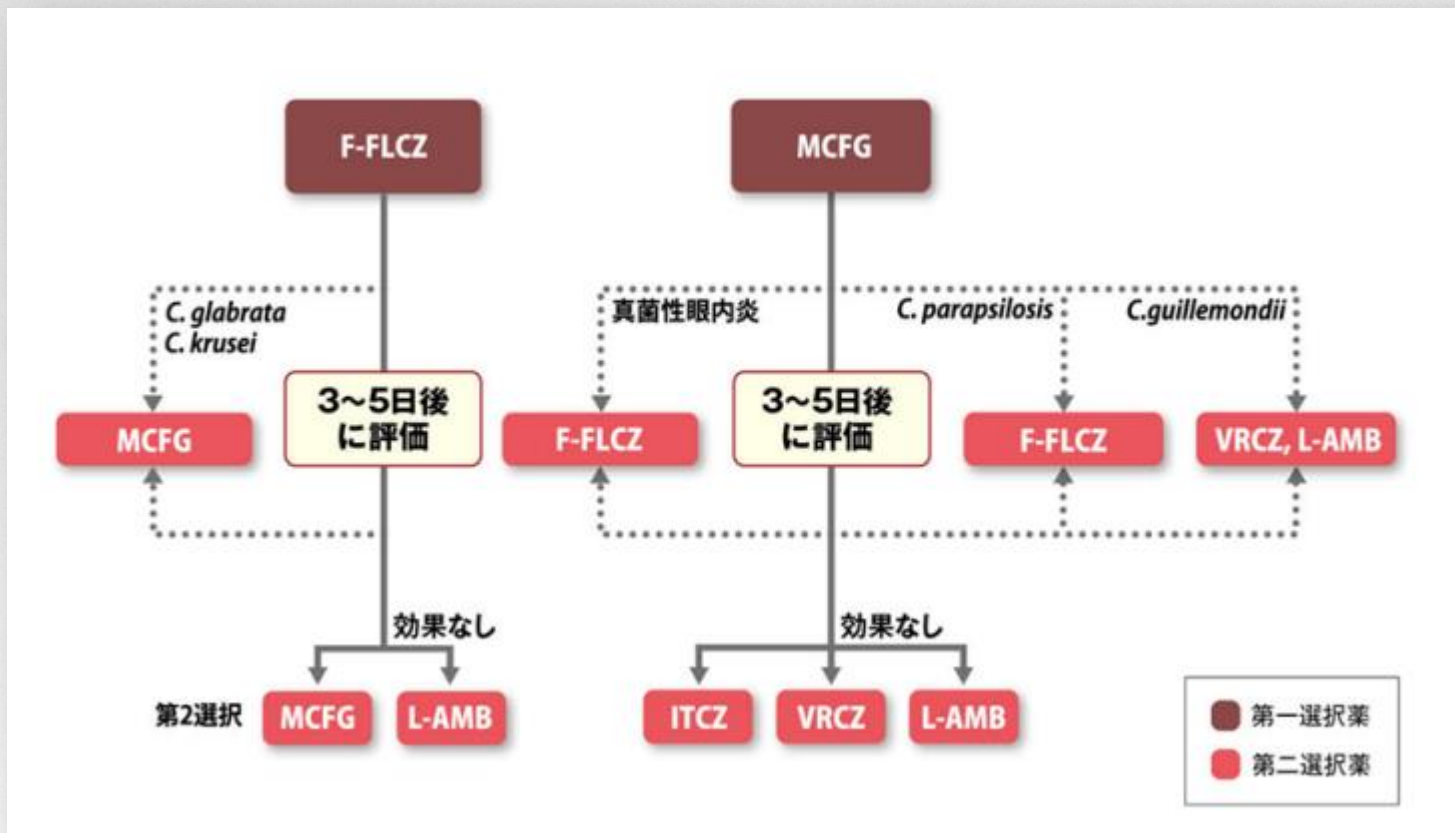 F-FLCZ
MCFG
C. glabrata
C. krusei
真菌性眼内炎
C. parapsilosis
C.guillemondii
3〜5日後
に評価
3〜5日後
に評価
MCFG
F-FLCZ
F-FLCZ
VRCZ, L-AMB
効果なし
効果なし
第2選択
MCFG
L-AMB
ITCZ
VRCZ
L-AMB
第一選択薬
第二選択薬